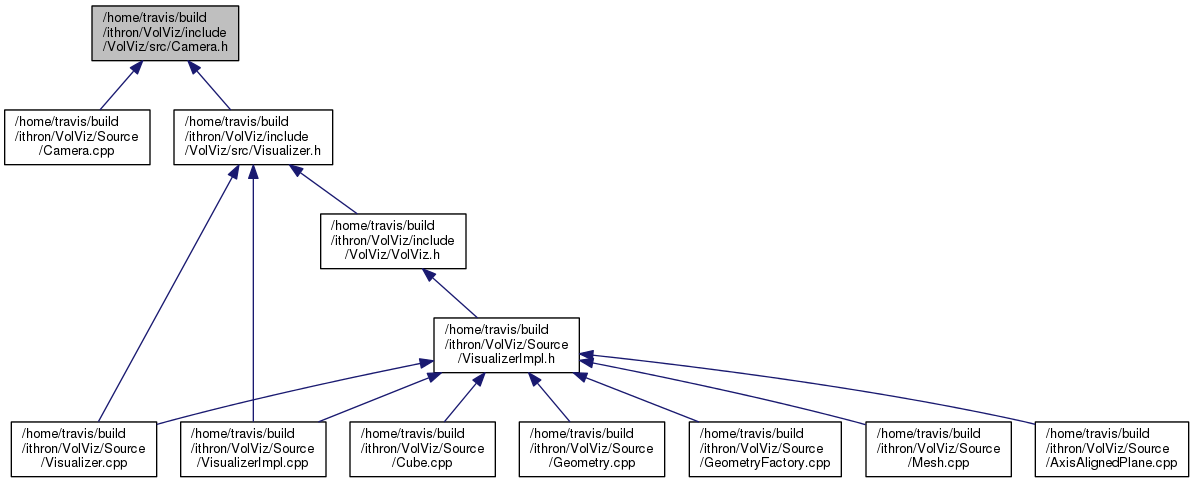 /home/travis/build
/ithron/VolViz/include
/VolViz/src/Camera.h
/home/travis/build
/ithron/VolViz/Source
/Camera.cpp
/home/travis/build
/ithron/VolViz/include
/VolViz/src/Visualizer.h
/home/travis/build
/ithron/VolViz/include
/VolViz/VolViz.h
/home/travis/build
/ithron/VolViz/Source
/VisualizerImpl.h
/home/travis/build
/ithron/VolViz/Source
/Visualizer.cpp
/home/travis/build
/ithron/VolViz/Source
/VisualizerImpl.cpp
/home/travis/build
/ithron/VolViz/Source
/Cube.cpp
/home/travis/build
/ithron/VolViz/Source
/Geometry.cpp
/home/travis/build
/ithron/VolViz/Source
/GeometryFactory.cpp
/home/travis/build
/ithron/VolViz/Source
/Mesh.cpp
/home/travis/build
/ithron/VolViz/Source
/AxisAlignedPlane.cpp